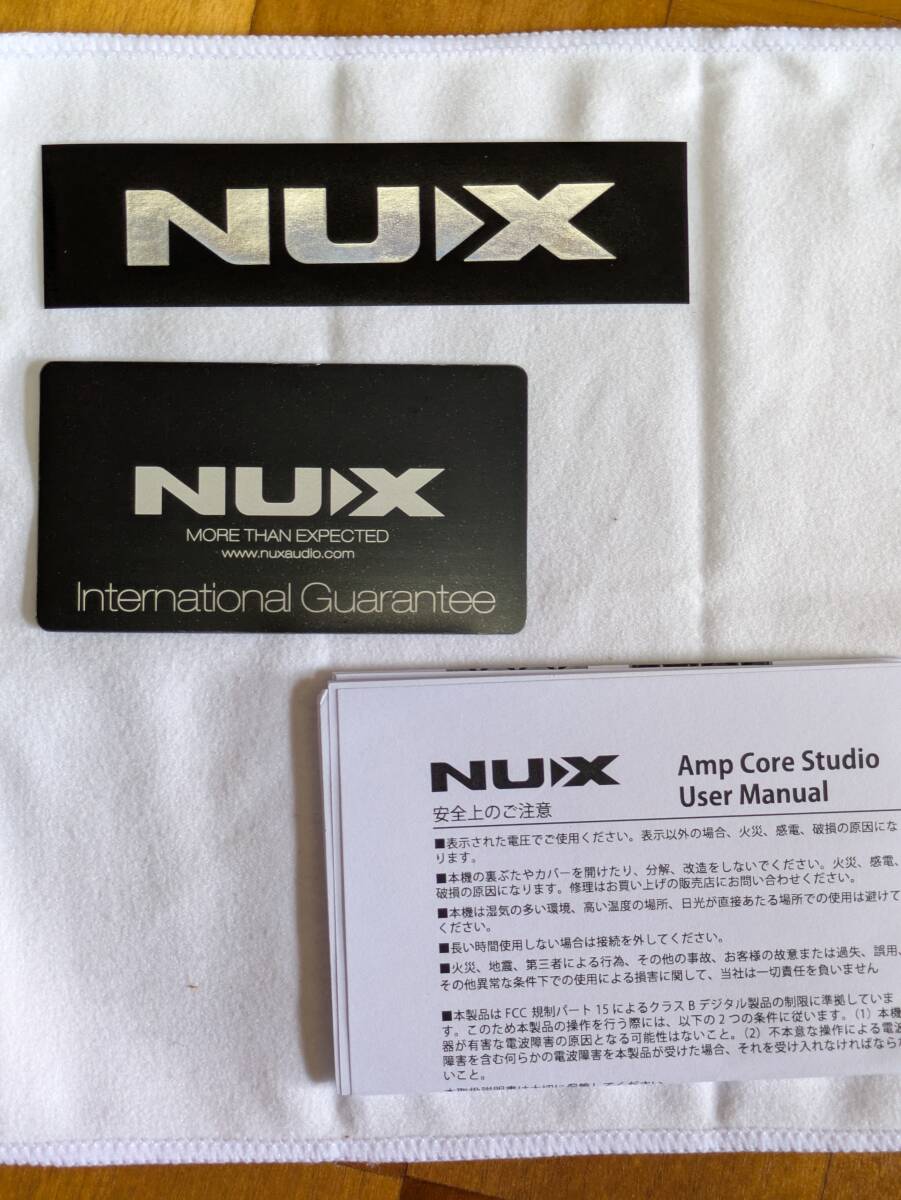 NUX
NUX
MORE THAN EXPECTED
www.nuxaudio.com
International Guarantee
NUX
Amp Core Studio
User Manual
安全上のご注意
■表示された電圧でご使用ください。表示以外の場合、火災、感電、破損の原因にな
ります。
■本機の裏ぶたやカバーを開けたり、分解、改造をしないでください。火災、感電、
破損の原因になります。修理はお買い上げの販売店にお問い合わせください。
■本機は湿気の多い環境、高い温度の場所、日光が直接あたる場所での使用は避けて
ください。
■長い時間使用しない場合は接続を外してください。
■火災、地震、第三者による行為、その他の事故、お客様の故意または過失、誤用、
その他異常な条件下での使用による損害に関して、当社は一切責任を負いません
■本製品は FCC 規制パート 15 によるクラス B デジタル製品の制限に準拠していま
す。このため本製品の操作を行う際には、以下の 2 つの条件に従います。(1) 本機
器が有害な電波障害の原因となる可能性はないこと。(2) 不本意な操作による電波
障害を含む何らかの電波障害を本製品が受けた場合、それを受け入れなければならな
いこと。